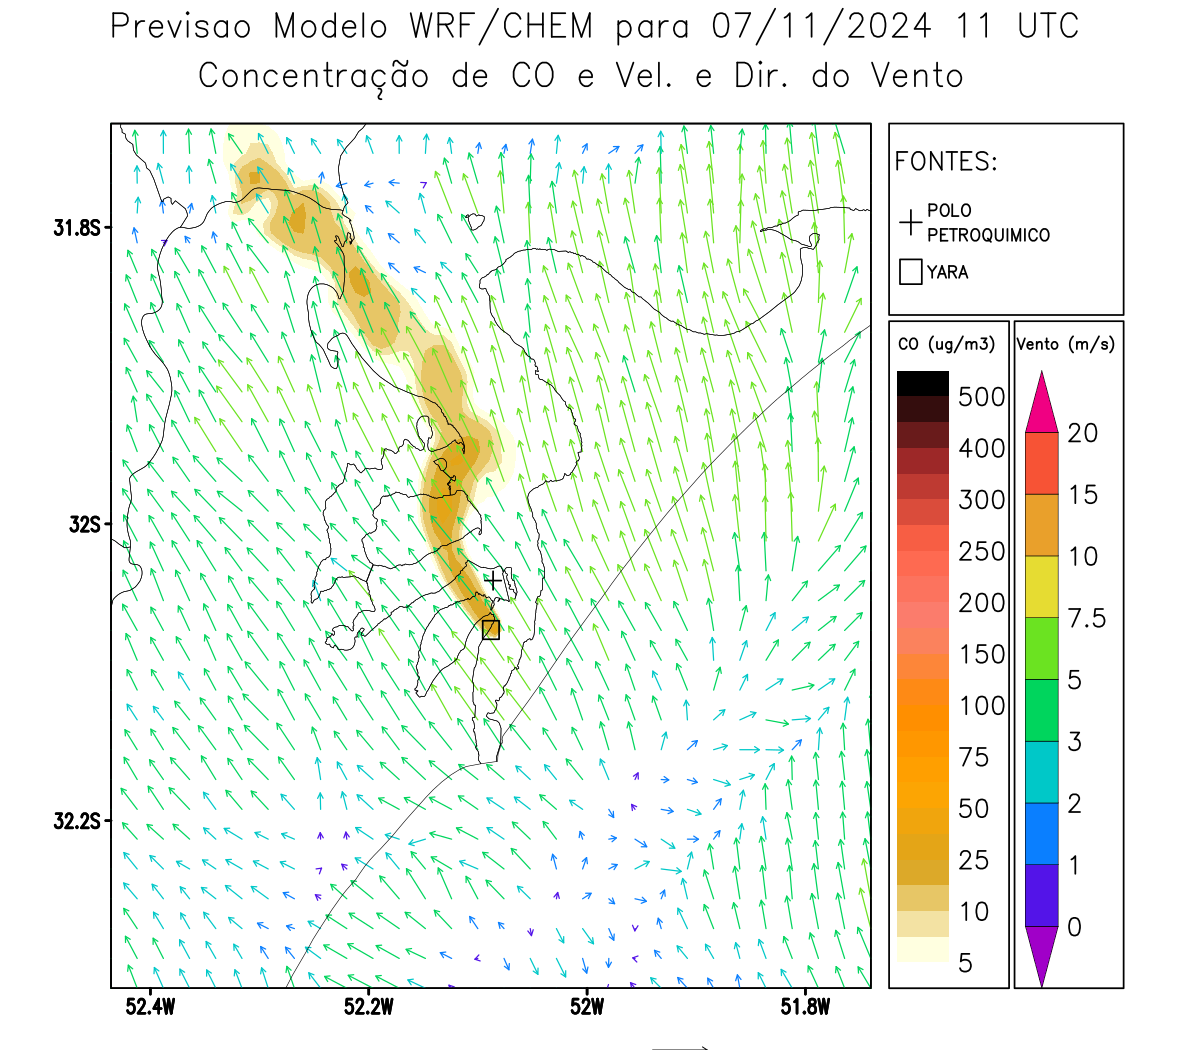 Previsao Modelo WRF/CHEM para 07/11/2024 11 UTC
Concentração de CO e Vel. e Dir. do Vento
FONTES:
POLO
PETROQUIMICO
YARA
CO (ug/m3)
500
400
300
250
200
150
100
75
50
25
10
5
Vento (m/s)
20
15
10
7.5
5
3
2
1
0
31.8S
32S
32.2S
52.4W 52.2W 52W 51.8W